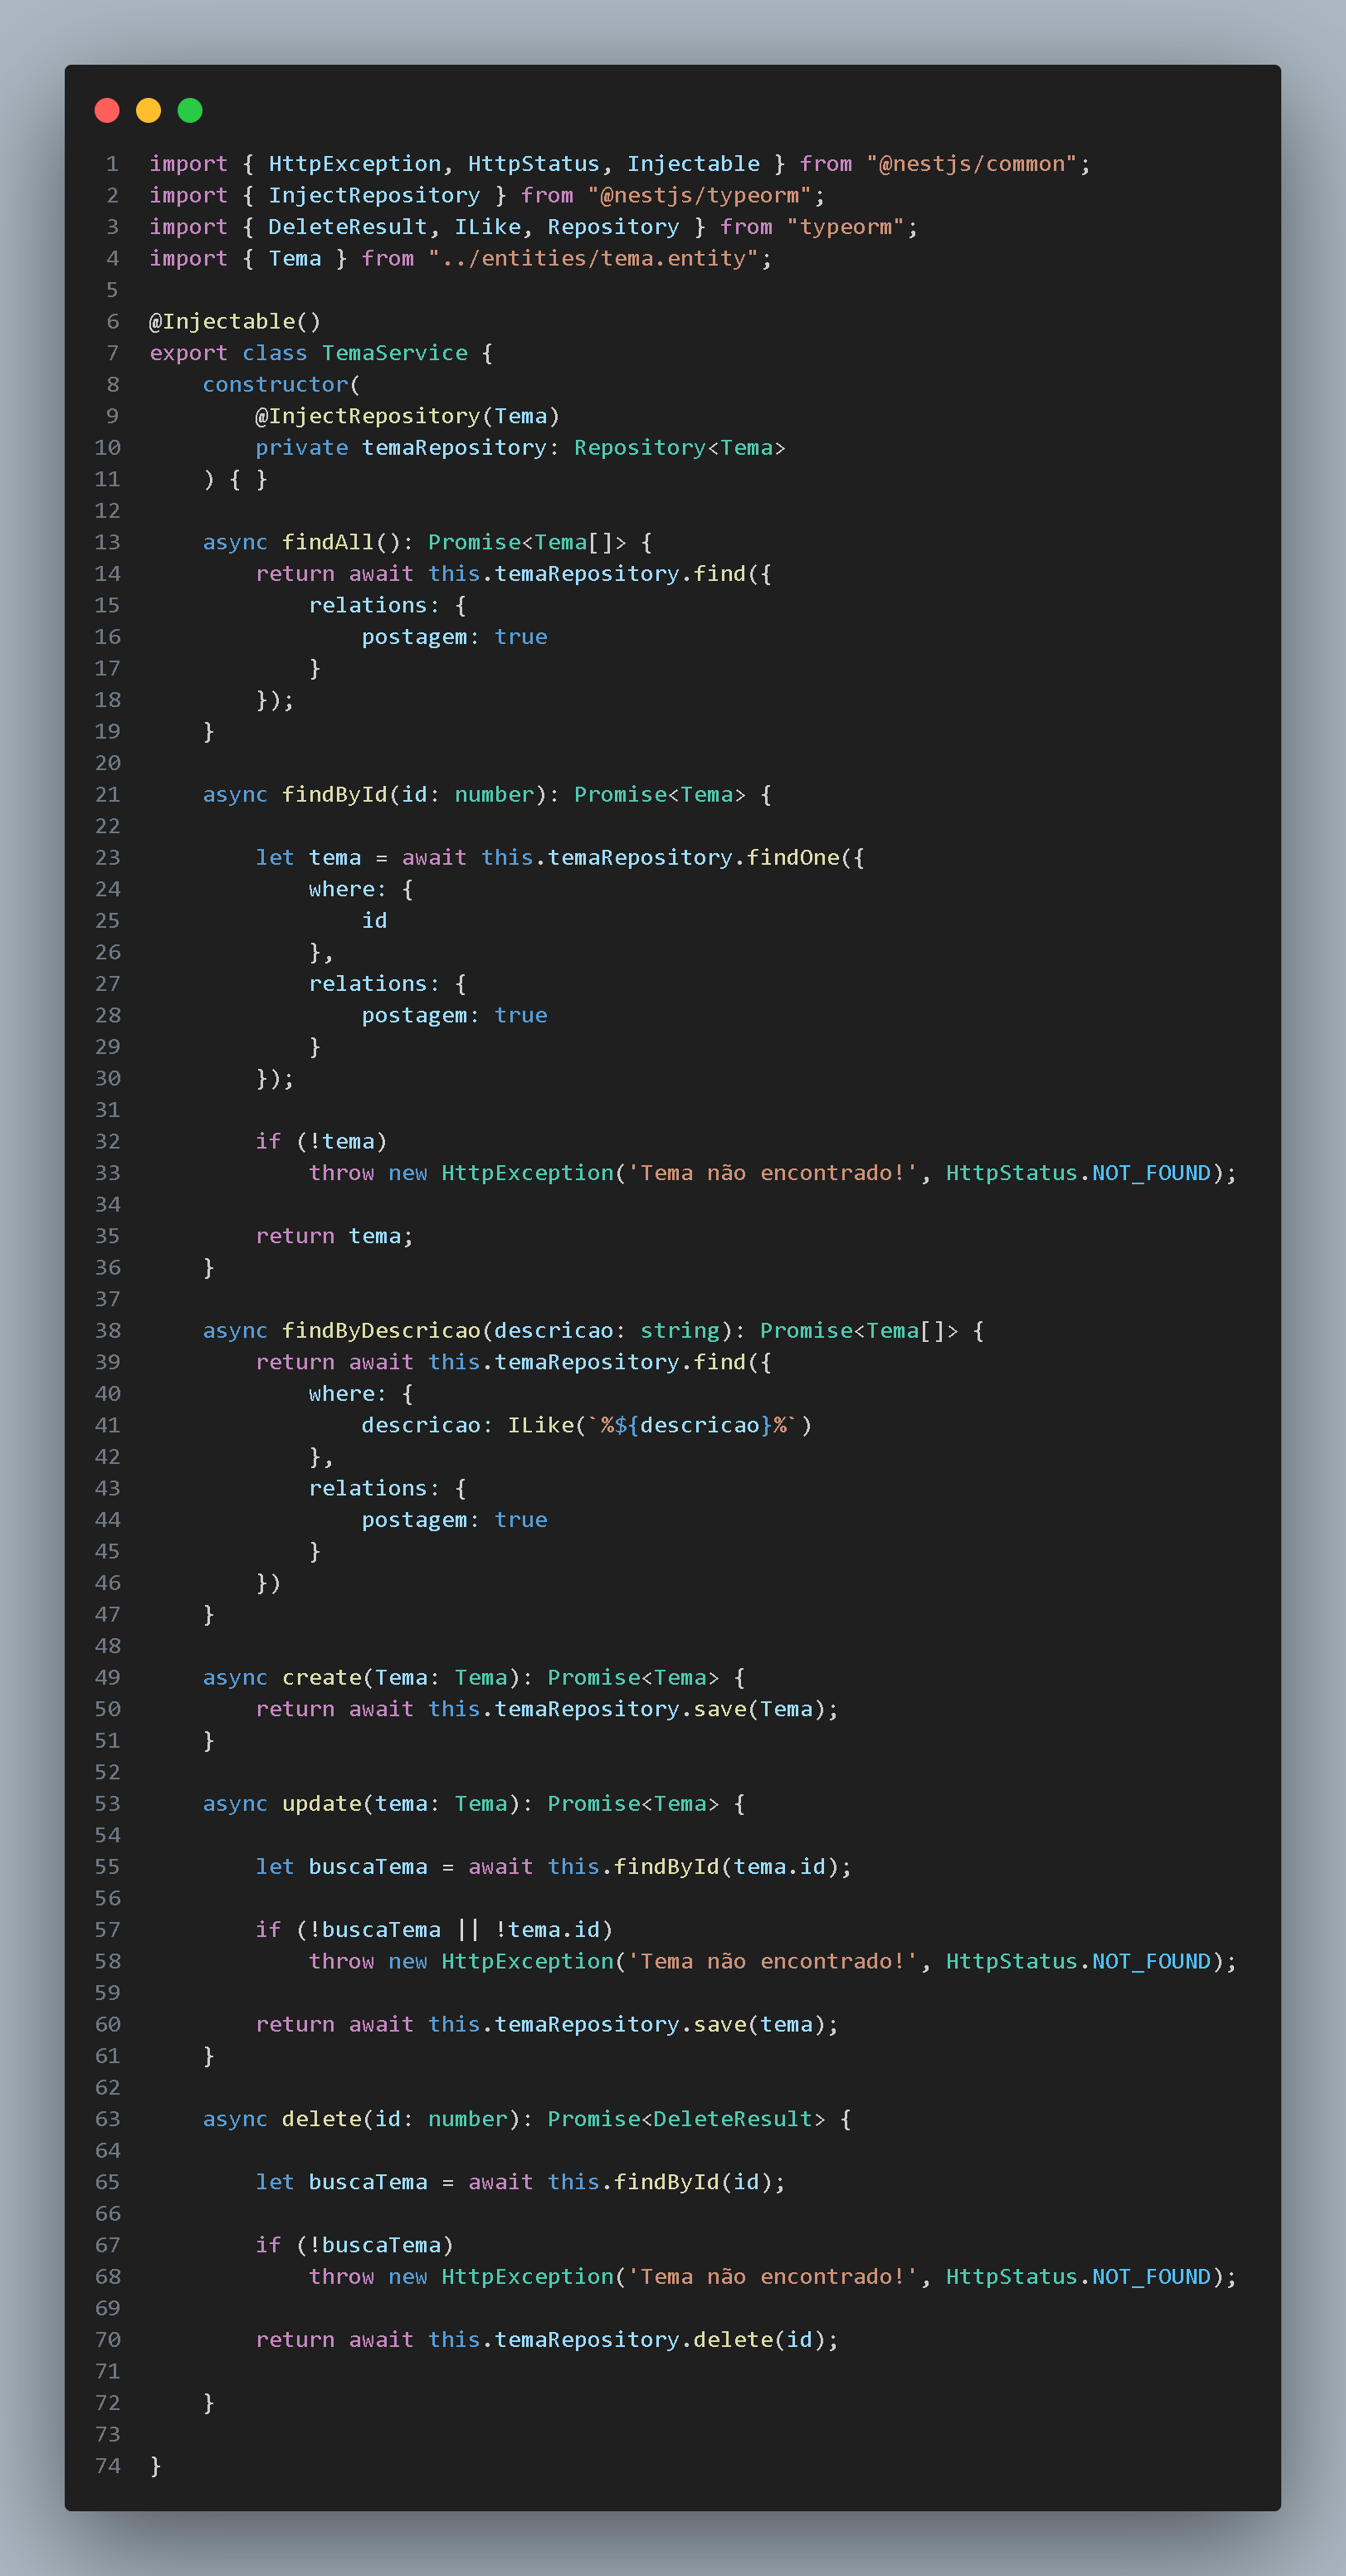 1 import { HttpException, HttpStatus, Injectable } from "@nestjs/common";
2 import { InjectRepository } from "@nestjs/typeorm";
3 import { DeleteResult, ILike, Repository } from "typeorm";
4 import { Tema } from "../entities/tema.entity";
5
6 @Injectable()
7 export class TemaService {
8     constructor(
9         @InjectRepository(Tema)
10         private temaRepository: Repository<Tema>
11     ) { }
12
13     async findAll(): Promise<Tema[]> {
14         return await this.temaRepository.find({
15             relations: {
16                 postagem: true
17             }
18         });
19     }
20
21     async findById(id: number): Promise<Tema> {
22
23         let tema = await this.temaRepository.findOne({
24             where: {
25                 id
26             },
27             relations: {
28                 postagem: true
29             }
30         });
31
32         if (!tema)
33             throw new HttpException('Tema não encontrado!', HttpStatus.NOT_FOUND);
34
35         return tema;
36     }
37
38     async findByDescricao(descricao: string): Promise<Tema[]> {
39         return await this.temaRepository.find({
40             where: {
41                 descricao: ILike(`%${descricao}%`)
42             },
43             relations: {
44                 postagem: true
45             }
46         })
47     }
48
49     async create(Tema: Tema): Promise<Tema> {
50         return await this.temaRepository.save(Tema);
51     }
52
53     async update(tema: Tema): Promise<Tema> {
54
55         let buscaTema = await this.findById(tema.id);
56
57         if (!buscaTema || !tema.id)
58             throw new HttpException('Tema não encontrado!', HttpStatus.NOT_FOUND);
59
60         return await this.temaRepository.save(tema);
61     }
62
63     async delete(id: number): Promise<DeleteResult> {
64
65         let buscaTema = await this.findById(id);
66
67         if (!buscaTema)
68             throw new HttpException('Tema não encontrado!', HttpStatus.NOT_FOUND);
69
70         return await this.temaRepository.delete(id);
71
72     }
73
74 }